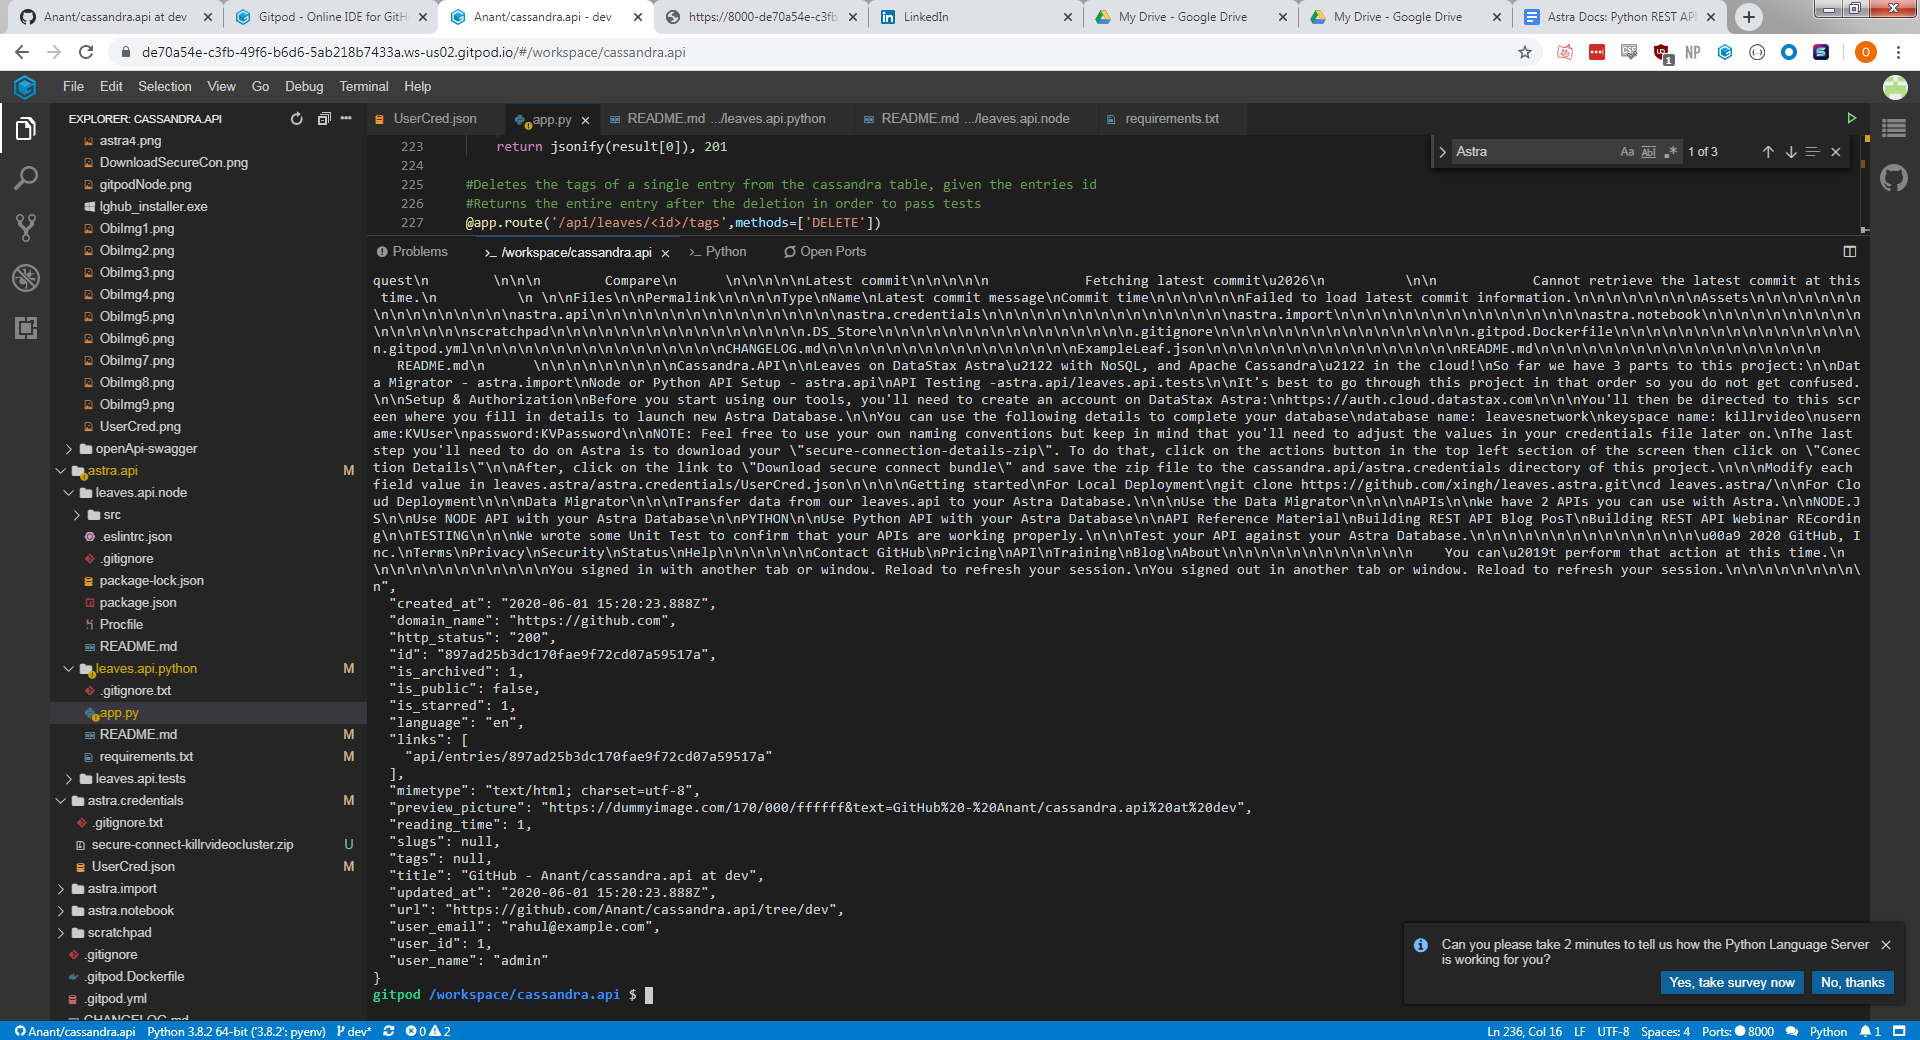 Anant/cassandra.api at dev
Gitpod - Online IDE for GitH
Anant/cassandra.api - dev
https://8000-de70a54e-c3fb
LinkedIn
My Drive - Google Drive
My Drive - Google Drive
Astra Docs: Python REST API
de70a54e-c3fb-49f6-b6d6-5ab218b7433a.ws-us02.gitpod.io/#/workspace/cassandra.api
NP
1
O
File Edit Selection View Go Debug Terminal Help
EXPLORER: CASSANDRA.API
astra4.png
DownloadSecureCon.png
gitpodNode.png
lghub_installer.exe
ObiImg1.png
ObiImg2.png
ObiImg3.png
ObiImg4.png
ObiImg5.png
ObiImg6.png
ObiImg7.png
ObiImg8.png
ObiImg9.png
UserCred.png
openApi-swagger
astra.api M
leaves.api.node
src
.eslintrc.json
.gitignore
package-lock.json
package.json
Procfile
README.md
leaves.api.python M
.gitignore.txt
app.py
README.md M
requirements.txt M
leaves.api.tests
astra.credentials M
.gitignore.txt
secure-connect-killrvideocluster.zip U
UserCred.json M
astra.import
astra.notebook
scratchpad
.gitignore
.gitpod.Dockerfile
.gitpod.yml
CHANGELOG.md
UserCred.json app.py README.md .../leaves.api.python README.md .../leaves.api.node requirements.txt
Astra Aa Abl .* 1 of 3
223 return jsonify(result[0]), 201
224
225 #Deletes the tags of a single entry from the cassandra table, given the entries id
226 #Returns the entire entry after the deletion in order to pass tests
227 @app.route('/api/leaves/<id>/tags',methods=['DELETE'])
Problems >_ /workspace/cassandra.api >_ Python Open Ports
quest\n \n\n\n Compare\n \n\n\n\n\nLatest commit\n\n\n\n\n Fetching latest commit\u2026\n \n\n Cannot retrieve the latest commit at this
time.\n \n \n\nFiles\n\nPermalink\n\n\n\n\nType\nName\nLatest commit message\nCommit time\n\n\n\n\n\nFailed to load latest commit information.\n\n\n\n\n\n\nAssets\n\n\n\n\n\n\n
\n\n\n\n\n\n\n\n\nastra.api\n\n\n\n\n\n\n\n\n\n\n\n\n\n\nastra.credentials\n\n\n\n\n\n\n\n\n\n\n\n\n\n\n\nastra.import\n\n\n\n\n\n\n\n\n\n\n\n\n\n\n\nastra.notebook\n\n\n\n\n\n\n\n\n\n
\n\n\n\n\n\nscratchpad\n\n\n\n\n\n\n\n\n\n\n\n\n\n\n\n.DS_Store\n\n\n\n\n\n\n\n\n\n\n\n\n\n\n\n.gitignore\n\n\n\n\n\n\n\n\n\n\n\n\n\n\n\n.gitpod.Dockerfile\n\n\n\n\n\n\n\n\n\n\n\n\n\n\n
\n.gitpod.yml\n\n\n\n\n\n\n\n\n\n\n\n\n\n\n\nCHANGELOG.md\n\n\n\n\n\n\n\n\n\n\n\n\n\n\n\nExampleLeaf.json\n\n\n\n\n\n\n\n\n\n\n\n\n\n\n\nREADME.md\n\n\n\n\n\n\n\n\n\n\n\n\n\n\n\n\n\n
README.md\n \n\n\n\n\n\n\n\n\nCassandra.API\n\nLeaves on DataStax Astra\u2122 with NoSQL, and Apache Cassandra\u2122 in the cloud!\nSo far we have 3 parts to this project:\n\nDat
a Migrator - astra.import\nNode or Python API Setup - astra.api\nAPI Testing -astra.api/leaves.api.tests\n\nIt's best to go through this project in that order so you do not get confused.
\n\nSetup & Authorization\nBefore you start using our tools, you'll need to create an account on DataStax Astra:\nhttps://auth.cloud.datastax.com\n\n\nYou'll then be directed to this scr
een where you fill in details to launch new Astra Database.\n\nYou can use the following details to complete your database\ndatabase name: leavesnetwork\nkeyspace name: killrvideo\nusern
ame:KVUser\npassword:KVPassword\n\nNOTE: Feel free to use your own naming conventions but keep in mind that you'll need to adjust the values in your credentials file later on.\nThe last
step you'll need to do on Astra is to download your \"secure-connection-details-zip\". To do that, click on the actions button in the top left section of the screen then click on \"Conec
tion Details\"\n\nAfter, click on the link to \"Download secure connect bundle\" and save the zip file to the cassandra.api/astra.credentials directory of this project.\n\n\nModify each
field value in leaves.astra/astra.credentials/UserCred.json\n\n\n\nGetting started\nFor Local Deployment\ngit clone https://github.com/xingh/leaves.astra.git\ncd leaves.astra/\n\nFor Clo
ud Deployment\n\n\nData Migrator\n\n\nTransfer data from our leaves.api to your Astra Database.\n\n\nUse the Data Migrator\n\n\n\nAPIs\n\nWe have 2 APIs you can use with Astra.\n\nNODE.J
S\n\nUse NODE API with your Astra Database\n\nPYTHON\n\nUse Python API with your Astra Database\n\nAPI Reference Material\nBuilding REST API Blog PosT\nBuilding REST API Webinar REcordin
g\n\nTESTING\n\n\nWe wrote some Unit Test to confirm that your APIs are working properly.\n\n\nTest your API against your Astra Database.\n\n\n\n\n\n\n\n\n\n\n\n\n\n\u00a9 2020 GitHub, I
nc.\nTerms\nPrivacy\nSecurity\nStatus\nHelp\n\n\n\n\n\nContact GitHub\nPricing\nAPI\nTraining\nBlog\nAbout\n\n\n\n\n\n\n\n\n\n\n\n You can\u2019t perform that action at this time.\n
\n\n\n\n\n\n\n\n\n\n\nYou signed in with another tab or window. Reload to refresh your session.\nYou signed out in another tab or window. Reload to refresh your session.\n\n\n\n\n\n\n\n
n",
"created_at": "2020-06-01 15:20:23.888Z",
"domain_name": "https://github.com",
"http_status": "200",
"id": "897ad25b3dc170fae9f72cd07a59517a",
"is_archived": 1,
"is_public": false,
"is_starred": 1,
"language": "en",
"links": [
"api/entries/897ad25b3dc170fae9f72cd07a59517a"
],
"mimetype": "text/html; charset=utf-8",
"preview_picture": "https://dummyimage.com/170/000/ffffff&text=GitHub%20-%20Anant/cassandra.api%20at%20dev",
"reading_time": 1,
"slugs": null,
"tags": null,
"title": "GitHub - Anant/cassandra.api at dev",
"updated_at": "2020-06-01 15:20:23.888Z",
"url": "https://github.com/Anant/cassandra.api/tree/dev",
"user_email": "rahul@example.com",
"user_id": 1,
"user_name": "admin"
}
gitpod /workspace/cassandra.api $
Can you please take 2 minutes to tell us how the Python Language Server
is working for you?
Yes, take survey now No, thanks
Anant/cassandra.api Python 3.8.2 64-bit ('3.8.2': pyenv) dev* 0 2
Ln 236, Col 16 LF UTF-8 Spaces: 4 Ports: 8000 Python 1